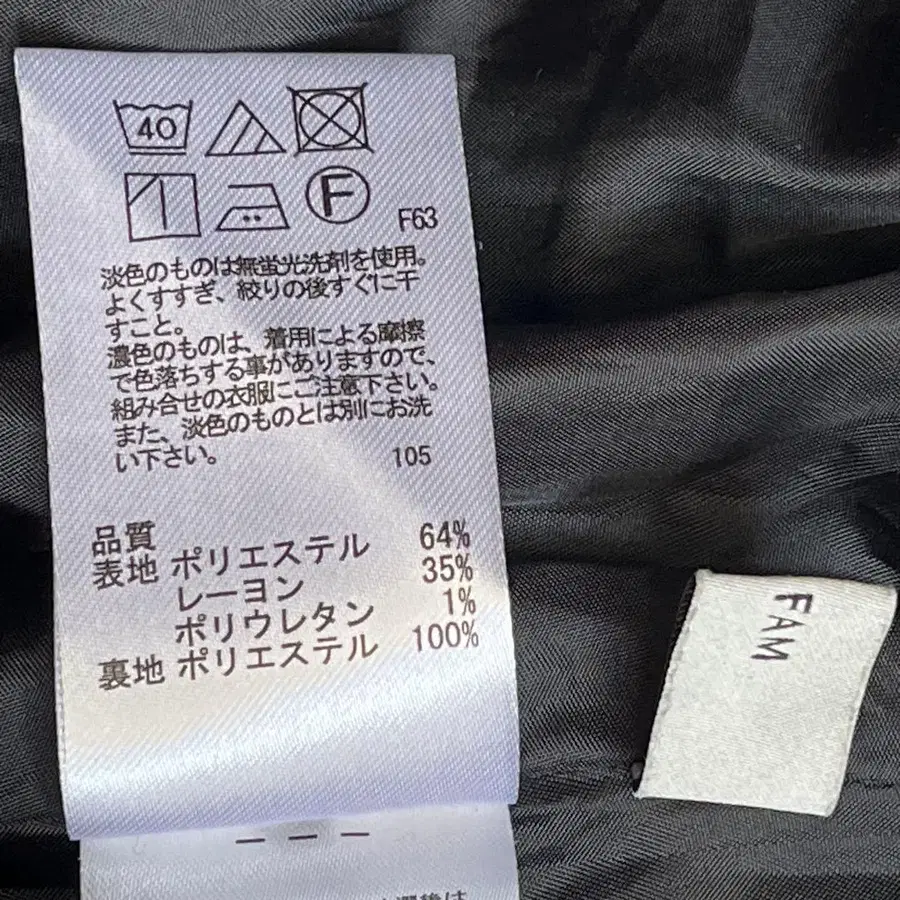 40
F
F63
淡色のものは無蛍光洗剤を使用。
よくすすぎ、絞りの後すぐに干
すこと。
濃色のものは、着用による摩擦
で色落ちする事がありますので、
組み合せの衣服にご注意下さい。
また、淡色のものとは別にお洗
い下さい。
105
品質
表地 ポリエステル 64%
レーヨン 35%
ポリウレタン 1%
裏地 ポリエステル 100%
FAM